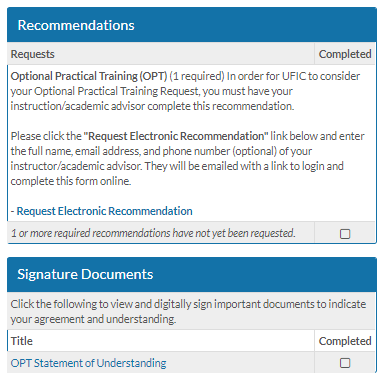 Recommendations
Requests Completed
Optional Practical Training (OPT) (1 required) In order for UFIC to consider
your Optional Practical Training Request, you must have your
instruction/academic advisor complete this recommendation.
Please click the "Request Electronic Recommendation" link below and enter
the full name, email address, and phone number (optional) of your
instructor/academic advisor. They will be emailed with a link to login and
complete this form online.
- Request Electronic Recommendation
1 or more required recommendations have not yet been requested.
Signature Documents
Click the following to view and digitally sign important documents to indicate
your agreement and understanding.
Title Completed
OPT Statement of Understanding